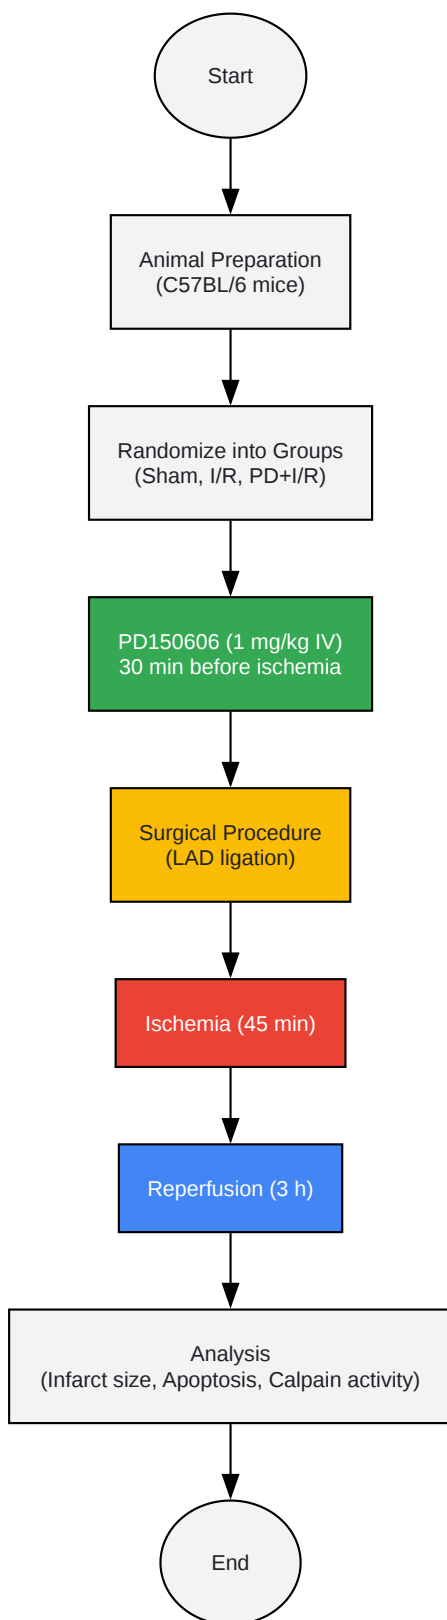 Start
Animal Preparation
(C57BL/6 mice)
Randomize into Groups
(Sham, I/R, PD+I/R)
PD150606 (1 mg/kg IV)
30 min before ischemia
Surgical Procedure
(LAD ligation)
Ischemia (45 min)
Reperfusion (3 h)
Analysis
(Infarct size, Apoptosis, Calpain activity)
End